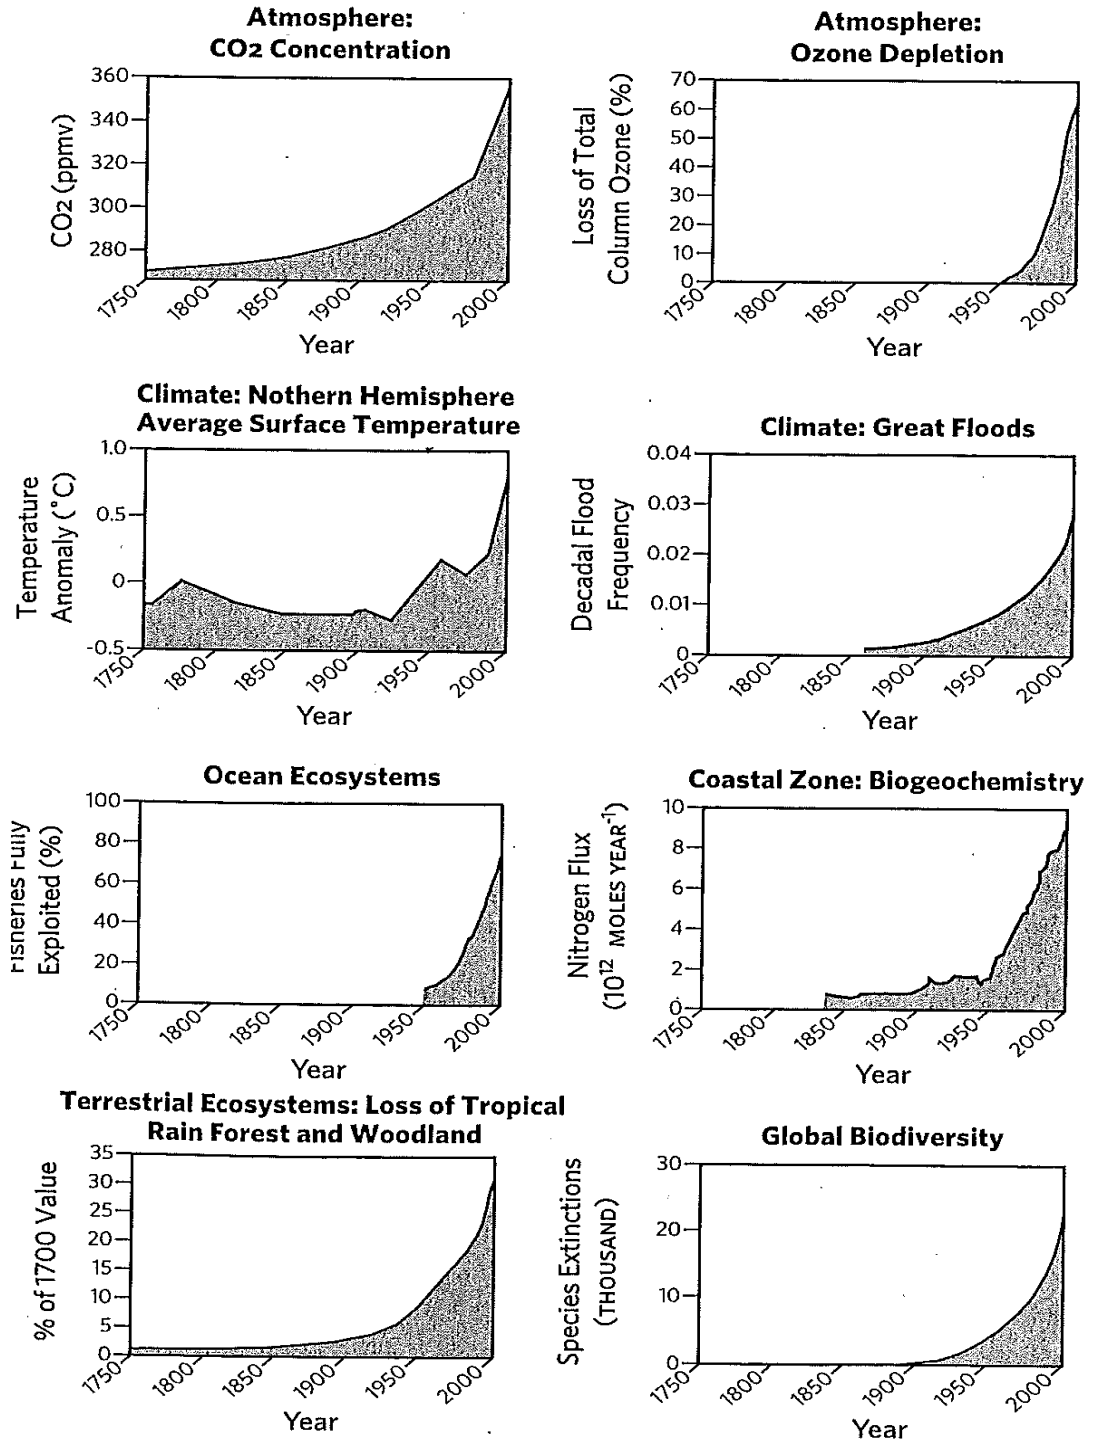 Atmosphere:
CO2 Concentration
CO2 (ppmv)
360
340
320
300
280
1750
1800
1850
1900
1950
2000
Year
Atmosphere:
Ozone Depletion
Loss of Total
Column Ozone (%)
70
60
50
40
30
20
10
0
1750
1800
1850
1900
1950
2000
Year
Climate: Nothern Hemisphere
Average Surface Temperature
Temperature
Anomaly (°C)
1.0
0.5
0
-0.5
1750
1800
1850
1900
1950
2000
Year
Climate: Great Floods
Decadal Flood
Frequency
0.04
0.03
0.02
0.01
0
1750
1800
1850
1900
1950
2000
Year
Ocean Ecosystems
Fisheries Fully
Exploited (%)
100
80
60
40
20
0
1750
1800
1850
1900
1950
2000
Year
Coastal Zone: Biogeochemistry
Nitrogen Flux
(10¹² MOLES YEAR⁻¹)
10
8
6
4
2
0
1750
1800
1850
1900
1950
2000
Year
Terrestrial Ecosystems: Loss of Tropical
Rain Forest and Woodland
% of 1700 Value
35
30
25
20
15
10
5
0
1750
1800
1850
1900
1950
2000
Year
Global Biodiversity
Species Extinctions
(THOUSAND)
30
20
10
0
1750
1800
1850
1900
1950
2000
Year